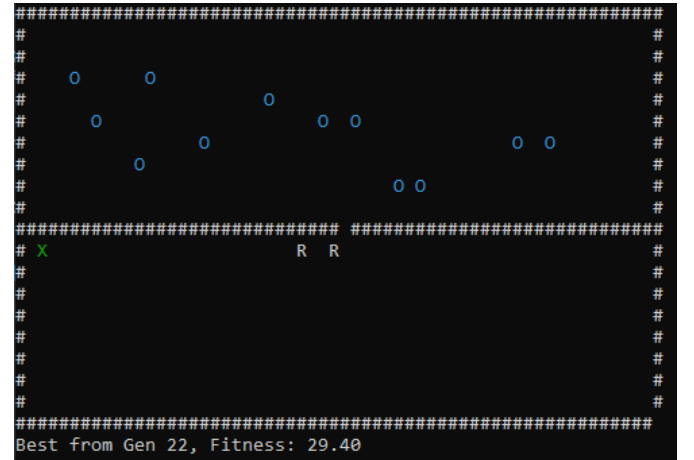 ############################################################
#                                                          #
#                                                          #
#    O      O                                              #
#                      O                                   #
#      O                    O  O                           #
#                O                            O  O         #
#          O                                               #
#                                  O O                     #
#                                                          #
############################## #############################
# X                       R  R                             #
#                                                          #
#                                                          #
#                                                          #
#                                                          #
#                                                          #
#                                                          #
#                                                          #
###########################################################
Best from Gen 22, Fitness: 29.40